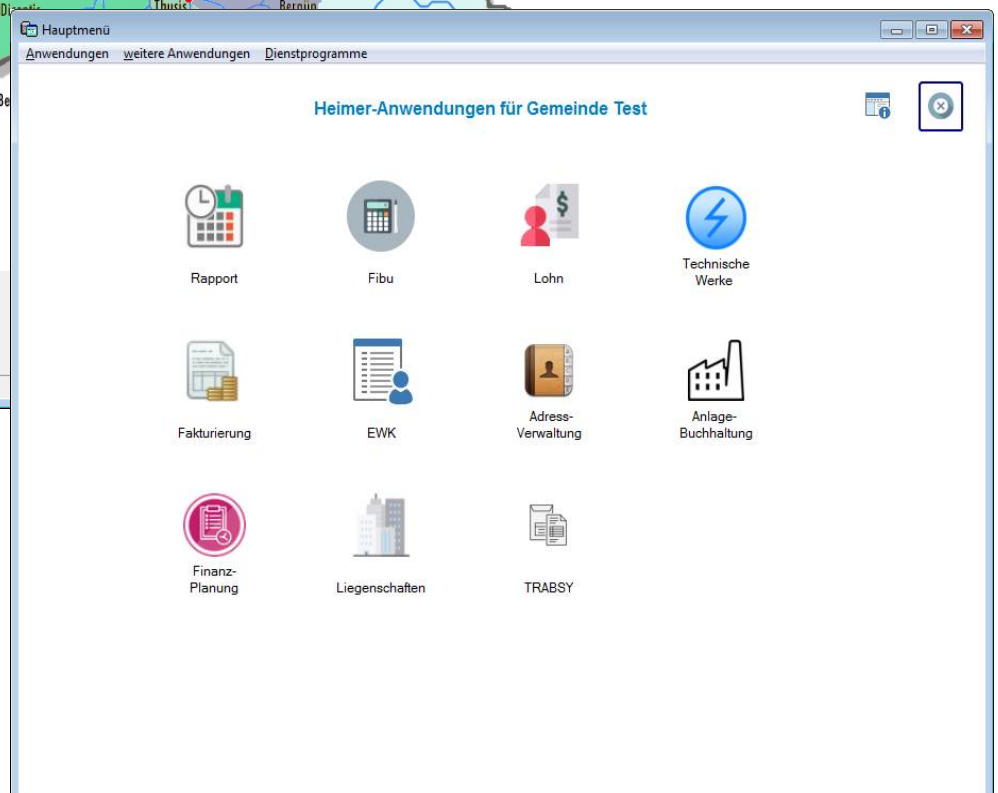 Thusis
Bergün
Hauptmenü
Anwendungen weitere Anwendungen Dienstprogramme
Heimer-Anwendungen für Gemeinde Test
Rapport
Fibu
Lohn
Technische
Werke
Fakturierung
EWK
Adress-
Verwaltung
Anlage-
Buchhaltung
Finanz-
Planung
Liegenschaften
TRABSY